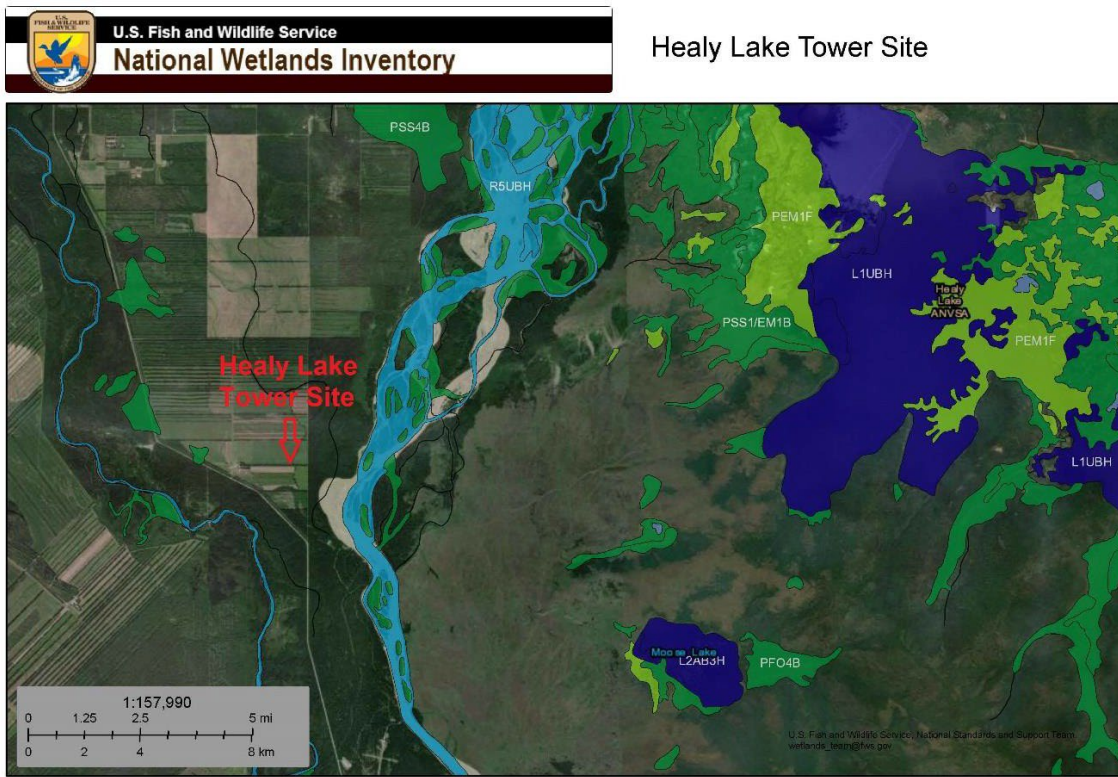 U.S.
FISH & WILDLIFE
SERVICE
U.S. Fish and Wildlife Service
National Wetlands Inventory
Healy Lake Tower Site
PSS4B
R5UBH
PEM1F
L1UBH
Healy
Lake
ANVSA
PSS1/EM1B
PEM1F
Healy Lake
Tower Site
L1UBH
Moose Lake
L2AB3H
PFO4B
1:157,990
0 1.25 2.5 5 mi
0 2 4 8 km
U.S. Fish and Wildlife Service, National Standards and Support Team
wetlands_team@fws.gov